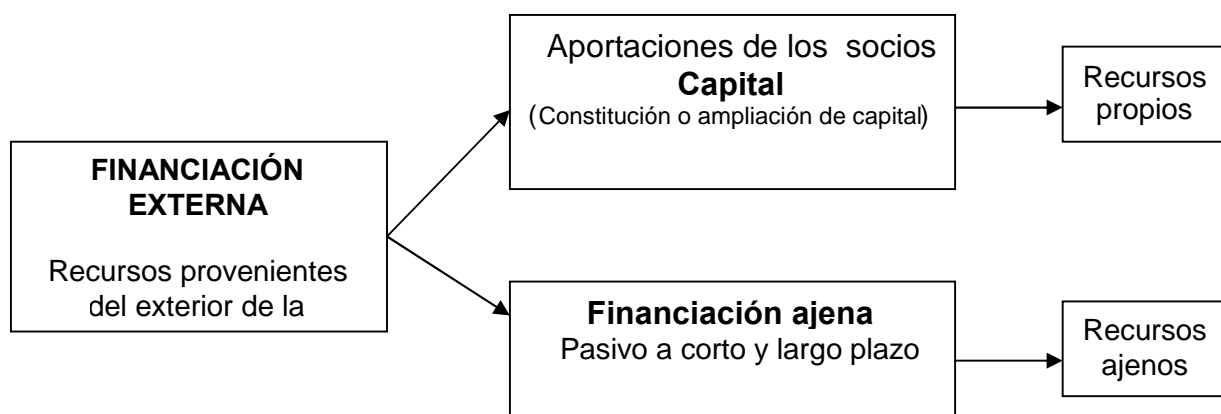 Aportaciones de los socios
Capital
(Constitución o ampliación de capital)
Recursos
propios
FINANCIACIÓN
EXTERNA
Recursos provenientes
del exterior de la
Financiación ajena
Pasivo a corto y largo plazo
Recursos
ajenos